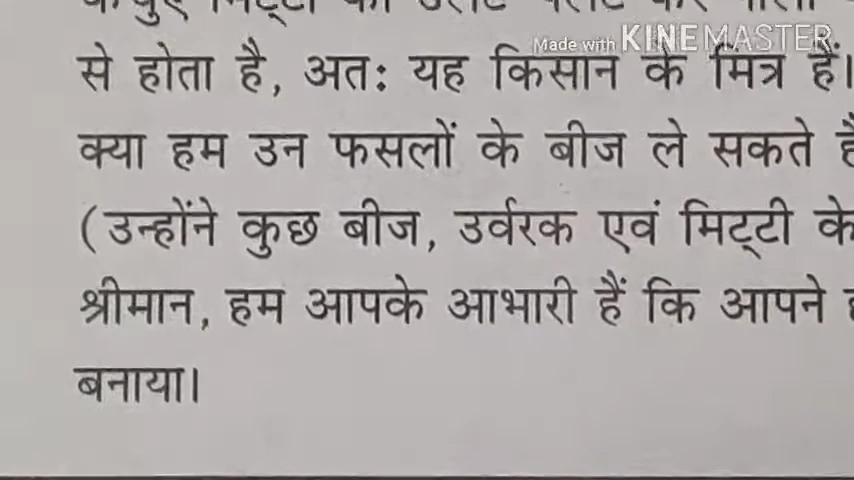 Made with KINEMASTER
से होता है, अतः यह किसान के मित्र हैं।
क्या हम उन फसलों के बीज ले सकते
(उन्होंने कुछ बीज, उर्वरक एवं मिट्टी के
श्रीमान, हम आपके आभारी हैं कि आपने
बनाया।